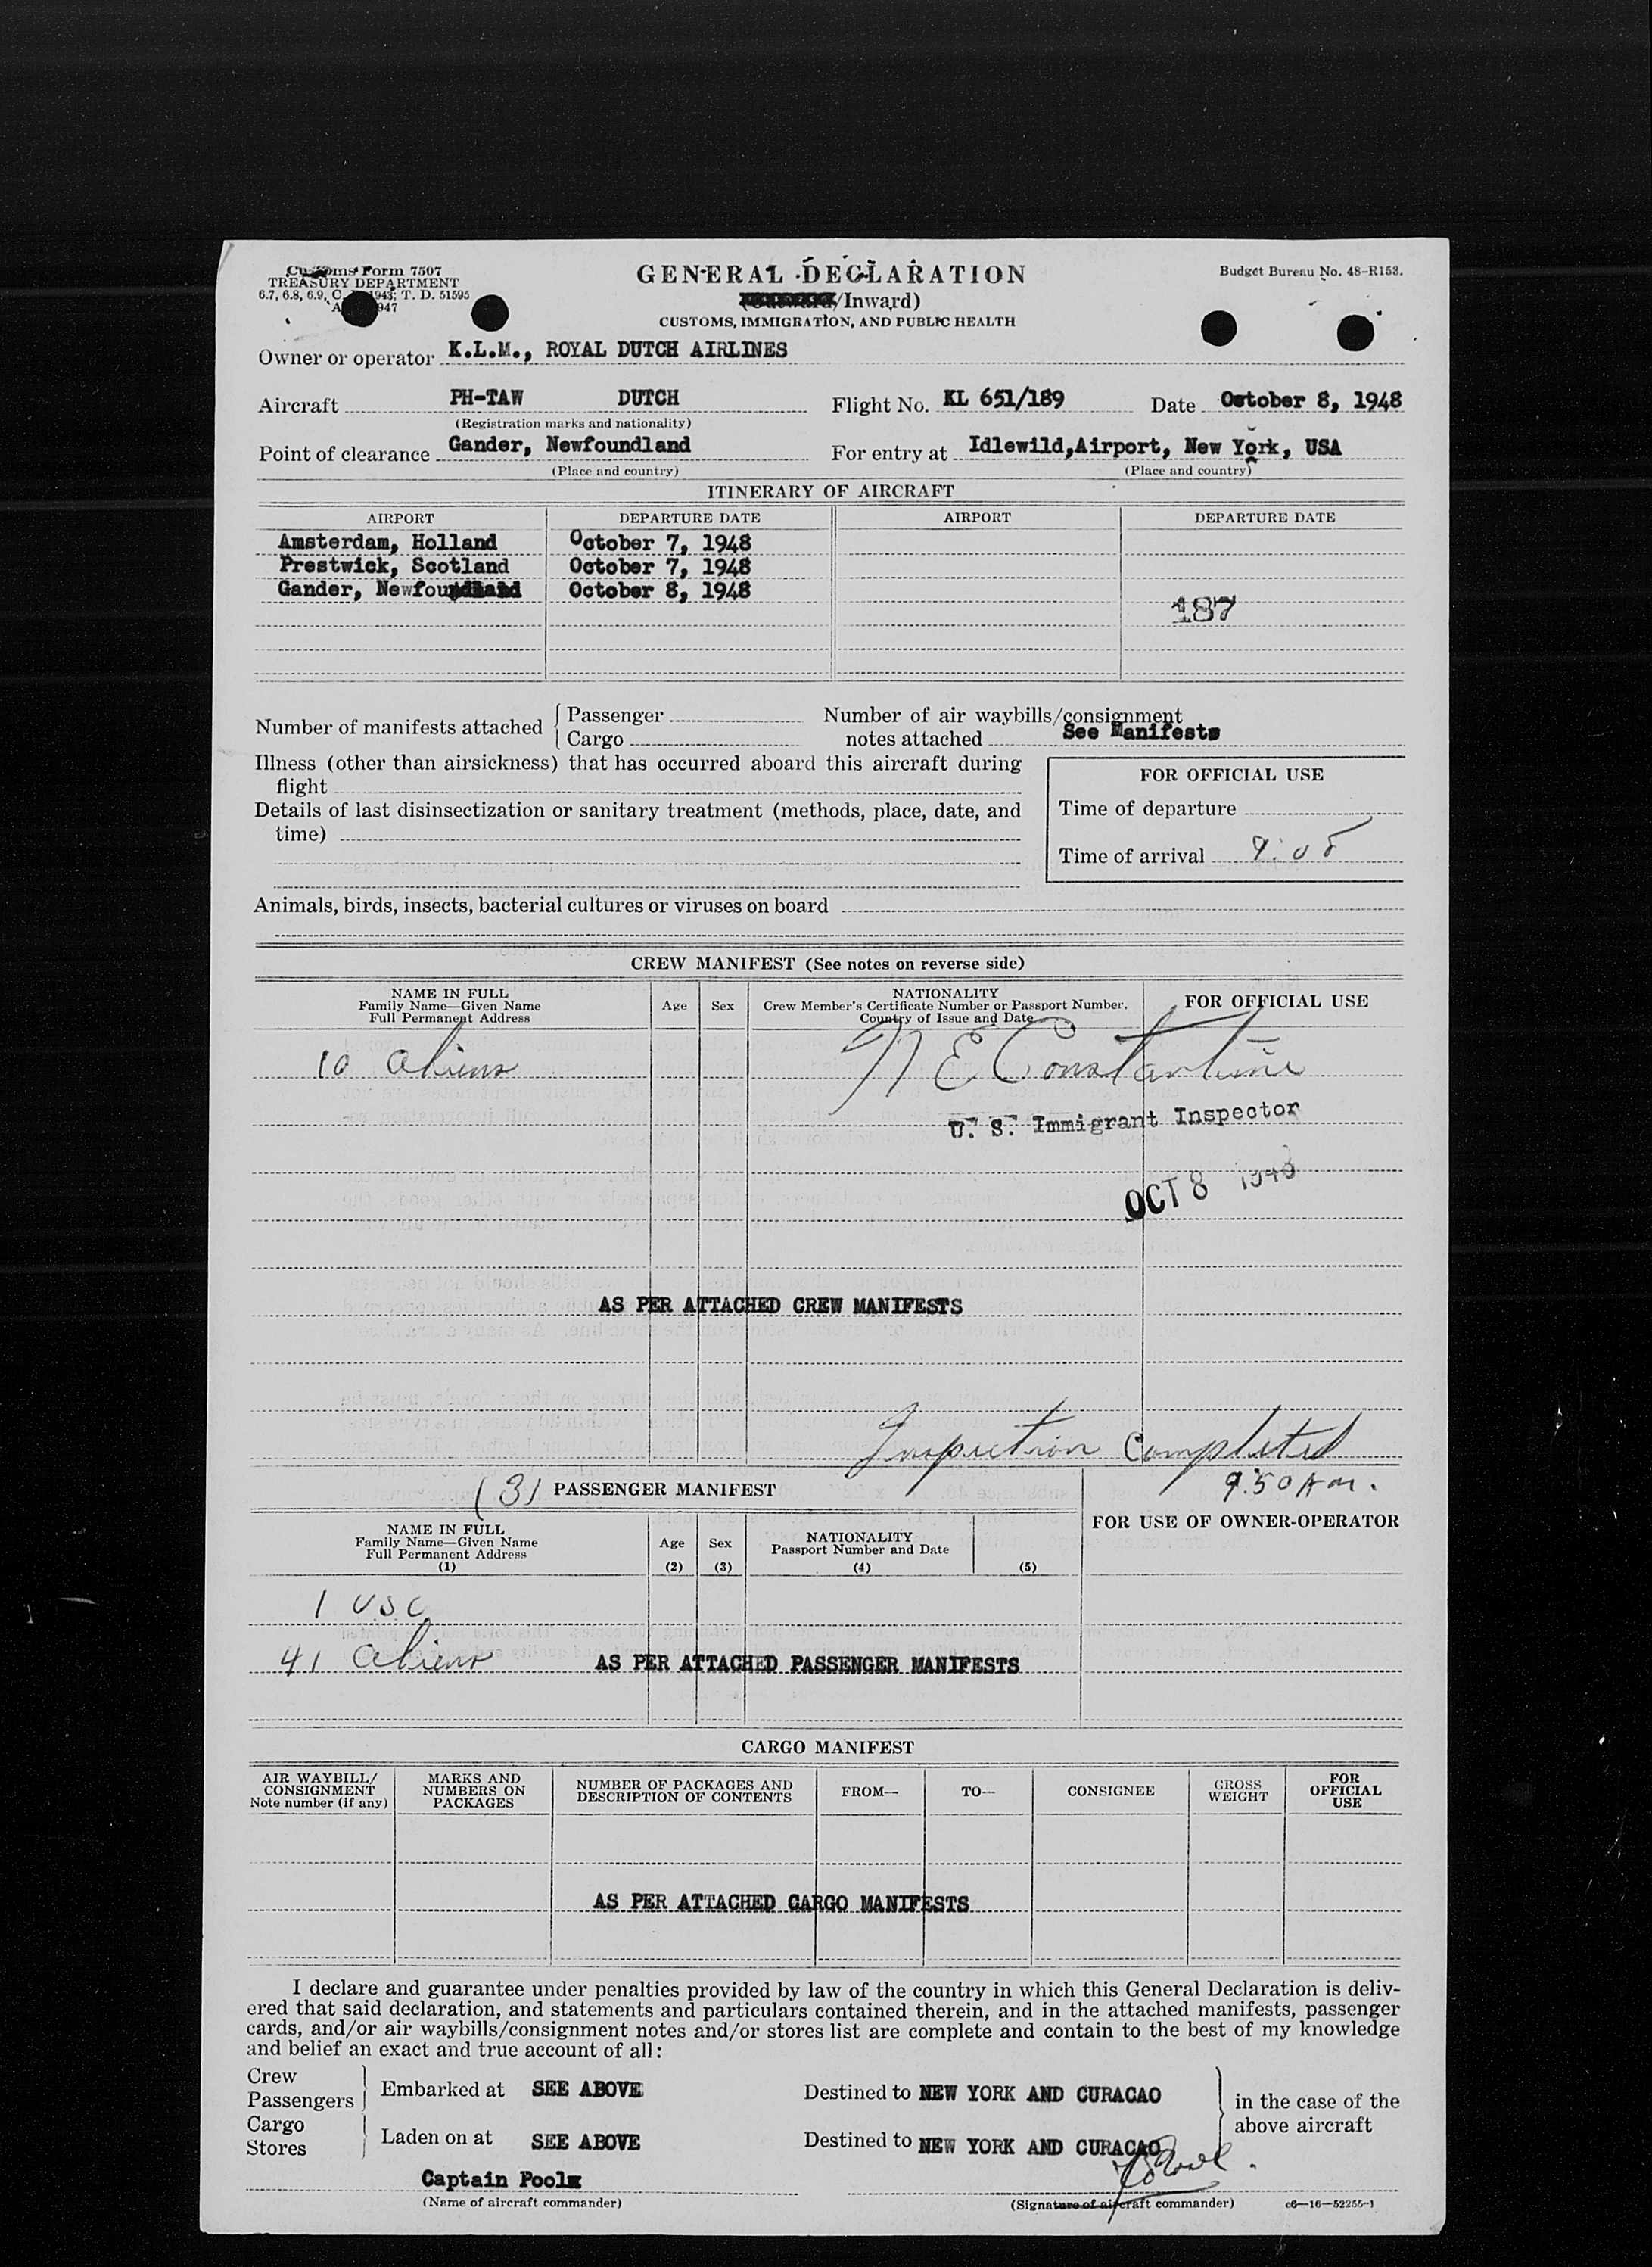 Customs Form 7507
TREASURY DEPARTMENT
6.7, 6.8, 6.9, C. 1943; T. D. 51595
947
GENERAL DECLARATION
/Inward)
CUSTOMS, IMMIGRATION, AND PUBLIC HEALTH
Budget Bureau No. 48-R153.
Owner or operator K.L.M., ROYAL DUTCH AIRLINES
Aircraft PH-TAW DUTCH Flight No. KL 651/189 Date October 8, 1948
(Registration marks and nationality)
Point of clearance Gander, Newfoundland For entry at Idlewild,Airport, New York, USA
(Place and country) (Place and country)
ITINERARY OF AIRCRAFT
AIRPORT DEPARTURE DATE AIRPORT DEPARTURE DATE
Amsterdam, Holland October 7, 1948
Prestwick, Scotland October 7, 1948
Gander, Newfoundland October 8, 1948
187
Number of manifests attached { Passenger Number of air waybills/consignment
Cargo notes attached See Manifests
Illness (other than airsickness) that has occurred aboard this aircraft during
flight
Details of last disinsectization or sanitary treatment (methods, place, date, and
time)
FOR OFFICIAL USE
Time of departure
Time of arrival 9:05
Animals, birds, insects, bacterial cultures or viruses on board
CREW MANIFEST (See notes on reverse side)
NAME IN FULL
Family Name—Given Name
Full Permanent Address
Age Sex
NATIONALITY
Crew Member's Certificate Number or Passport Number,
Country of Issue and Date
FOR OFFICIAL USE
10 aliens N E Constantine
U. S. Immigrant Inspector
OCT 8 1948
AS PER ATTACHED CREW MANIFESTS
Inspection Completed
9:50 AM.
(3) PASSENGER MANIFEST
FOR USE OF OWNER-OPERATOR
NAME IN FULL
Family Name—Given Name
Full Permanent Address
(1)
Age
(2)
Sex
(3)
NATIONALITY
Passport Number and Date
(4)
(5)
1 U.S.C.
41 aliens AS PER ATTACHED PASSENGER MANIFESTS
CARGO MANIFEST
AIR WAYBILL/
CONSIGNMENT
Note number (if any)
MARKS AND
NUMBERS ON
PACKAGES
NUMBER OF PACKAGES AND
DESCRIPTION OF CONTENTS
FROM— TO— CONSIGNEE
GROSS
WEIGHT
FOR
OFFICIAL
USE
AS PER ATTACHED CARGO MANIFESTS
I declare and guarantee under penalties provided by law of the country in which this General Declaration is deliv-
ered that said declaration, and statements and particulars contained therein, and in the attached manifests, passenger
cards, and/or air waybills/consignment notes and/or stores list are complete and contain to the best of my knowledge
and belief an exact and true account of all:
Crew
Passengers
Embarked at SEE ABOVE Destined to NEW YORK AND CURACAO
Cargo
Stores
Laden on at SEE ABOVE Destined to NEW YORK AND CURACAO
in the case of the
above aircraft
Captain Pool
(Name of aircraft commander) (Signature of aircraft commander) c6—16—52255-1